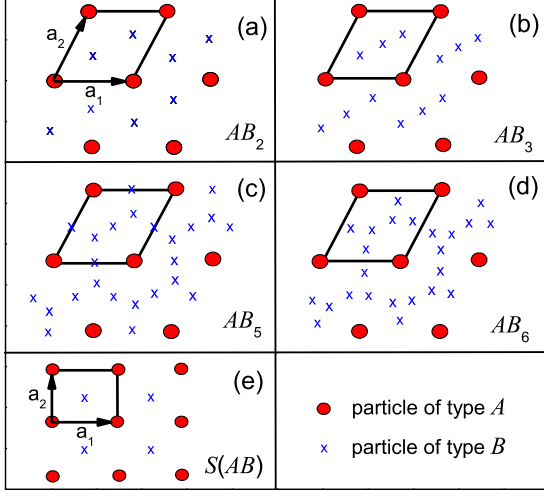 (a)
a₂
a₁
AB₂
(b)
AB₃
(c)
AB₅
(d)
AB₆
(e)
a₂
a₁
S(AB)
particle of type A
x particle of type B